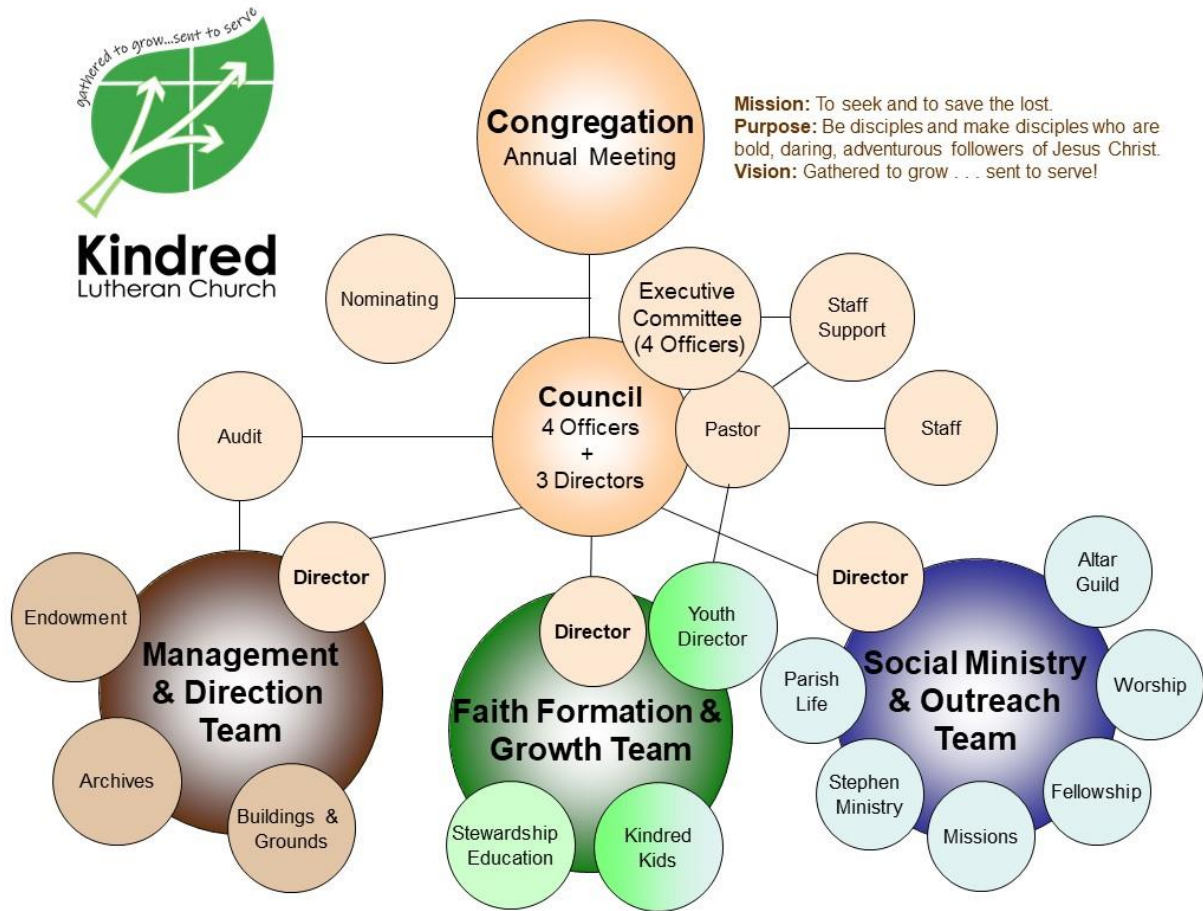 gathered to grow...sent to serve
Kindred
Lutheran Church
Congregation
Annual Meeting
Mission: To seek and to save the lost.
Purpose: Be disciples and make disciples who are
bold, daring, adventurous followers of Jesus Christ.
Vision: Gathered to grow . . . sent to serve!
Nominating
Executive
Committee
(4 Officers)
Staff
Support
Audit
Council
4 Officers
+
3 Directors
Pastor
Staff
Director
Endowment
Management
& Direction
Team
Archives
Buildings &
Grounds
Director
Youth
Director
Faith Formation &
Growth Team
Stewardship
Education
Kindred
Kids
Director
Altar
Guild
Parish
Life
Social Ministry
& Outreach
Team
Worship
Stephen
Ministry
Missions
Fellowship